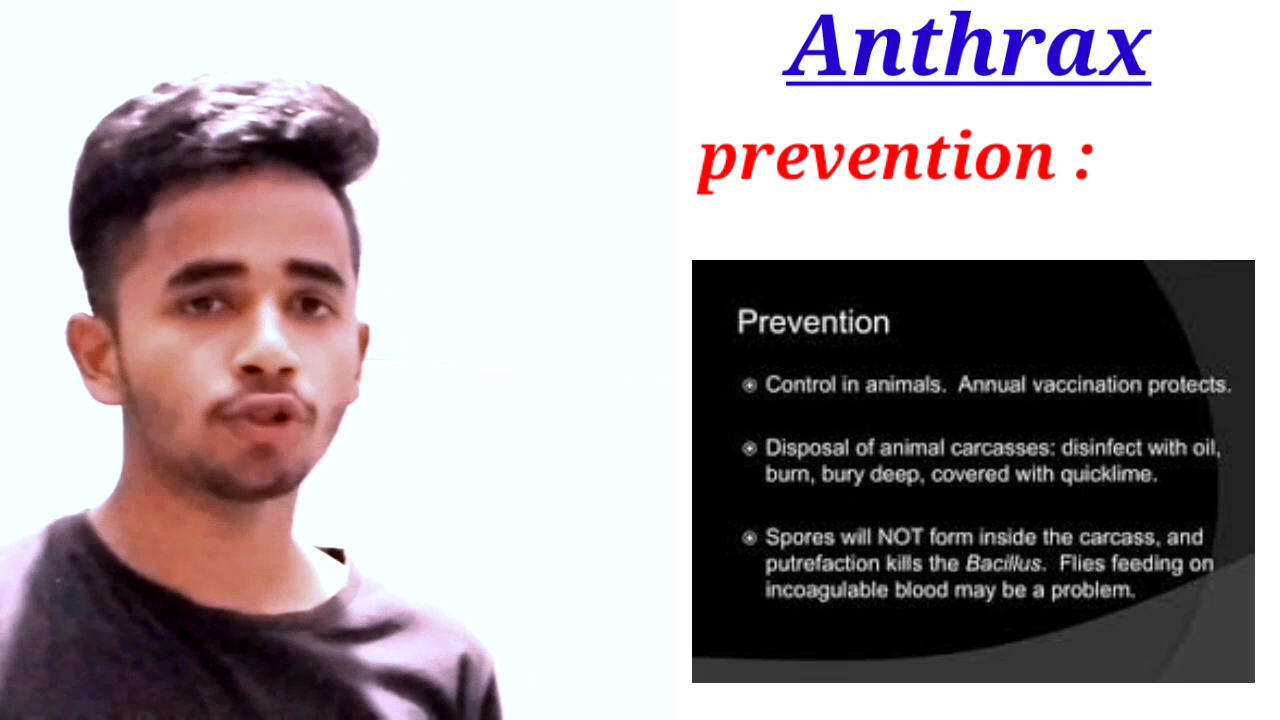 Anthrax
prevention :
Prevention
Control in animals. Annual vaccination protects.
Disposal of animal carcasses: disinfect with oil,
burn, bury deep, covered with quicklime.
Spores will NOT form inside the carcass, and
putrefaction kills the Bacillus. Flies feeding on
incoagulable blood may be a problem.